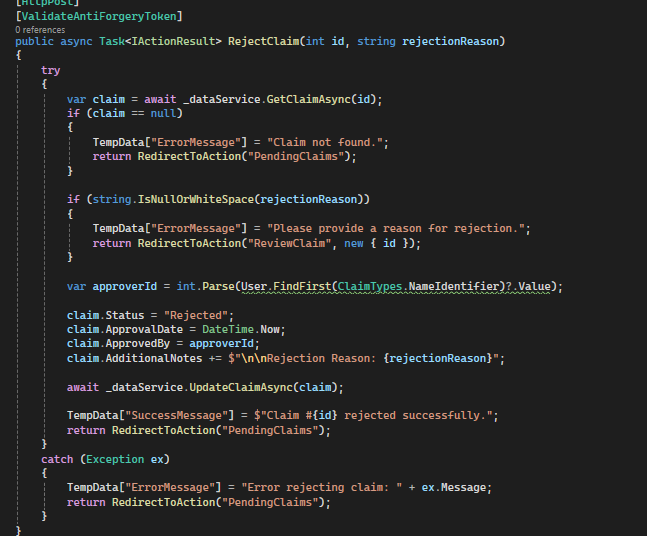 [HttpPost]
[ValidateAntiForgeryToken]
0 references
public async Task<IActionResult> RejectClaim(int id, string rejectionReason)
{
try
{
var claim = await _dataService.GetClaimAsync(id);
if (claim == null)
{
TempData["ErrorMessage"] = "Claim not found.";
return RedirectToAction("PendingClaims");
}
if (string.IsNullOrWhiteSpace(rejectionReason))
{
TempData["ErrorMessage"] = "Please provide a reason for rejection.";
return RedirectToAction("ReviewClaim", new { id });
}
var approverId = int.Parse(User.FindFirst(ClaimTypes.NameIdentifier)?.Value);
claim.Status = "Rejected";
claim.ApprovalDate = DateTime.Now;
claim.ApprovedBy = approverId;
claim.AdditionalNotes += $"\n\nRejection Reason: {rejectionReason}";
await _dataService.UpdateClaimAsync(claim);
TempData["SuccessMessage"] = $"Claim #{id} rejected successfully.";
return RedirectToAction("PendingClaims");
}
catch (Exception ex)
{
TempData["ErrorMessage"] = "Error rejecting claim: " + ex.Message;
return RedirectToAction("PendingClaims");
}
}